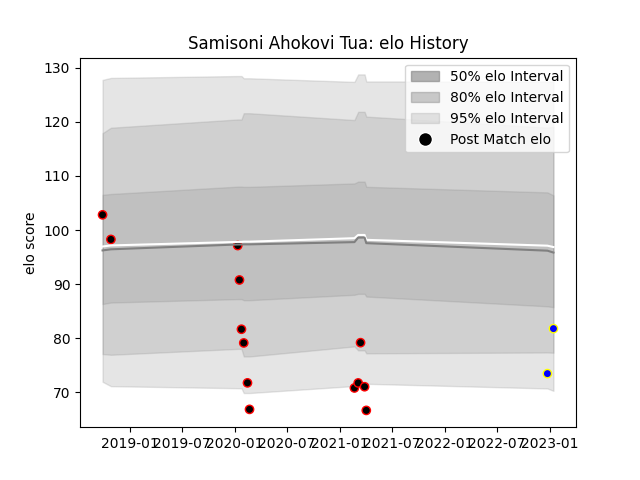 Samisoni Ahokovi Tua: elo History
130
120
110
100
90
80
70
elo score
50% elo Interval
80% elo Interval
95% elo Interval
Post Match elo
2019-01
2019-07
2020-01
2020-07
2021-01
2021-07
2022-01
2022-07
2023-01